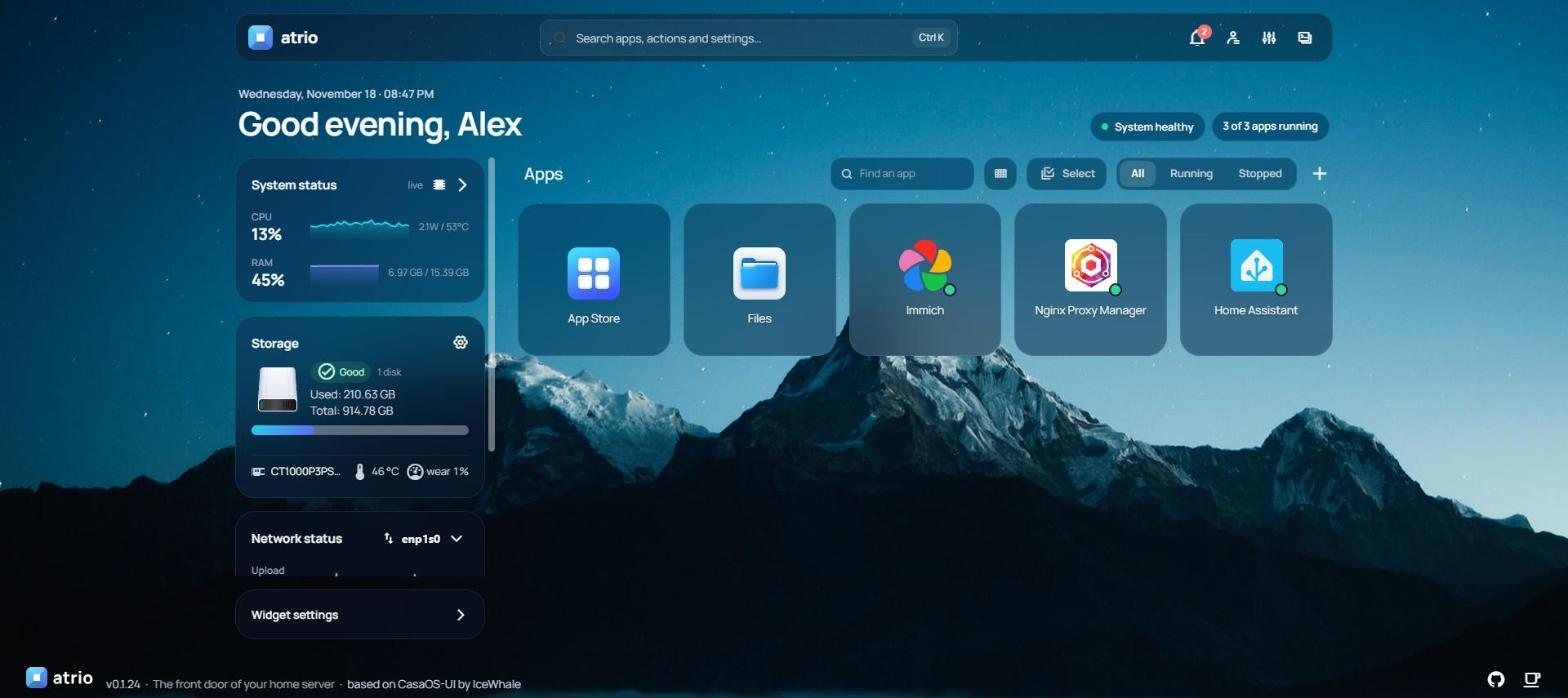 atrio
Search apps, actions and settings...
Ctrl K
2
Wednesday, November 18 · 08:47 PM
Good evening, Alex
System healthy
3 of 3 apps running
System status
live
CPU
13%
2.1W / 53°C
RAM
45%
6.97 GB / 15.39 GB
Storage
Good
1 disk
Used: 210.63 GB
Total: 914.78 GB
CT1000P3PS...
46 °C
wear 1 %
Network status
enp1s0
Upload
Widget settings
Apps
Find an app
Select
All
Running
Stopped
App Store
Files
Immich
Nginx Proxy Manager
Home Assistant
atrio
v0.1.24 · The front door of your home server · based on CasaOS-UI by IceWhale